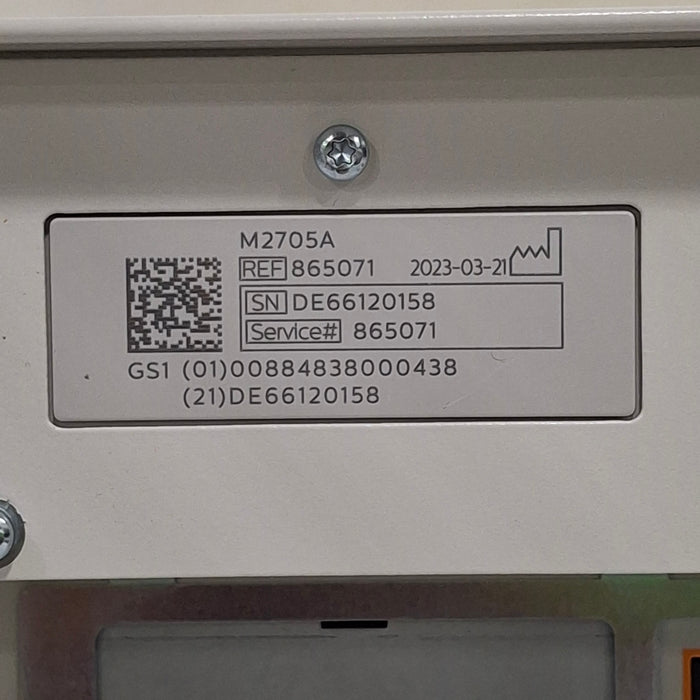 M2705A
REF 865071 2023-03-21
SN DE66120158
Service# 865071
GS1 (01)00884838000438
(21)DE66120158